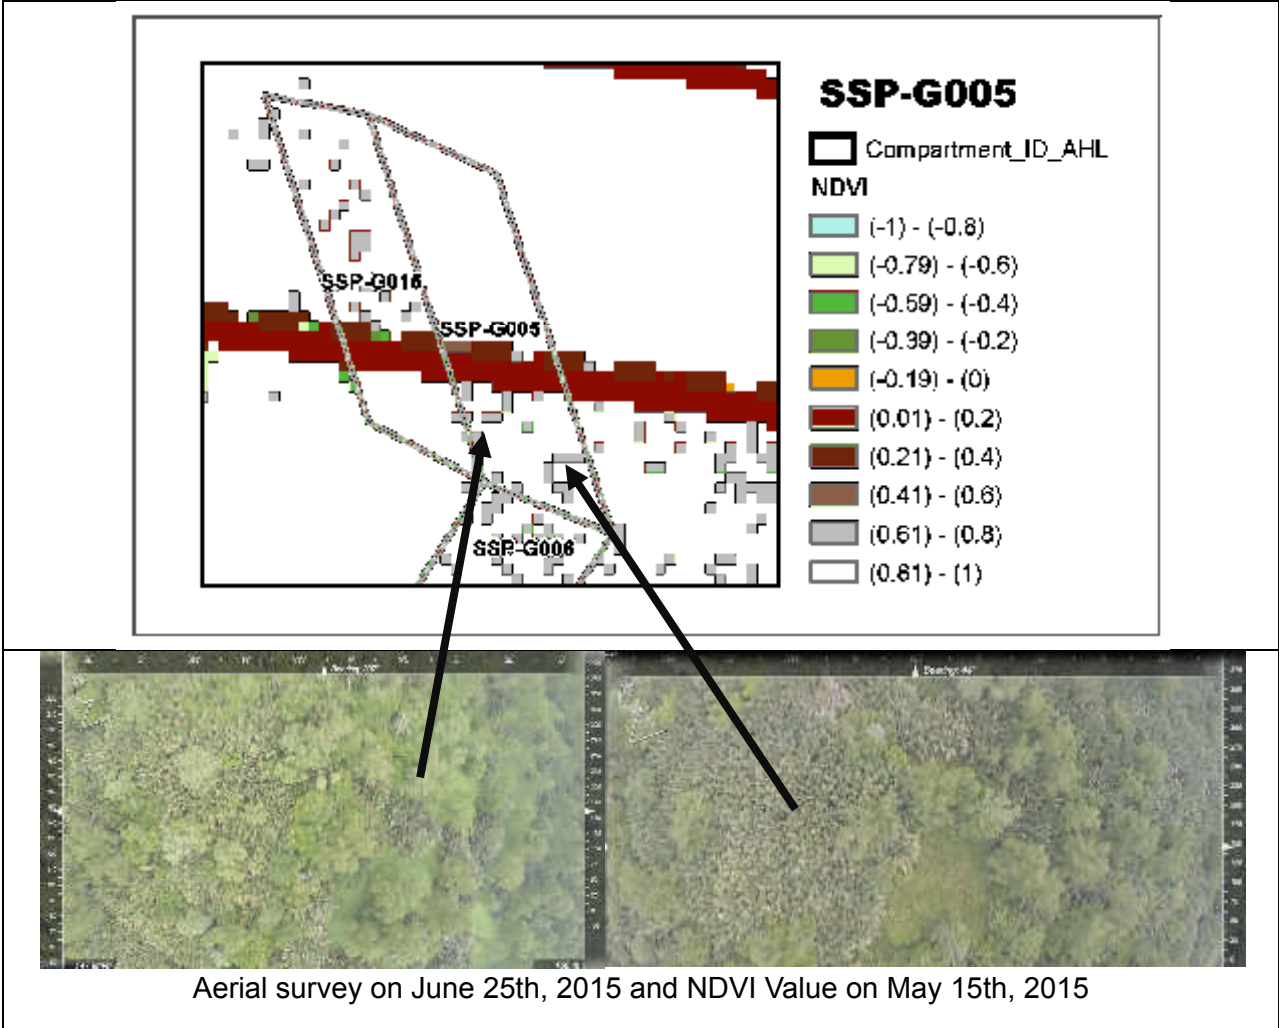 SSP-G005
Compartment_ID_AHL
NDVI
(-1) - (-0.8)
(-0.79) - (-0.6)
(-0.59) - (-0.4)
(-0.39) - (-0.2)
(-0.19) - (0)
(0.01) - (0.2)
(0.21) - (0.4)
(0.41) - (0.6)
(0.61) - (0.8)
(0.81) - (1)
SSP-G016
SSP-G005
SSP-G006
Aerial survey on June 25th, 2015 and NDVI Value on May 15th, 2015